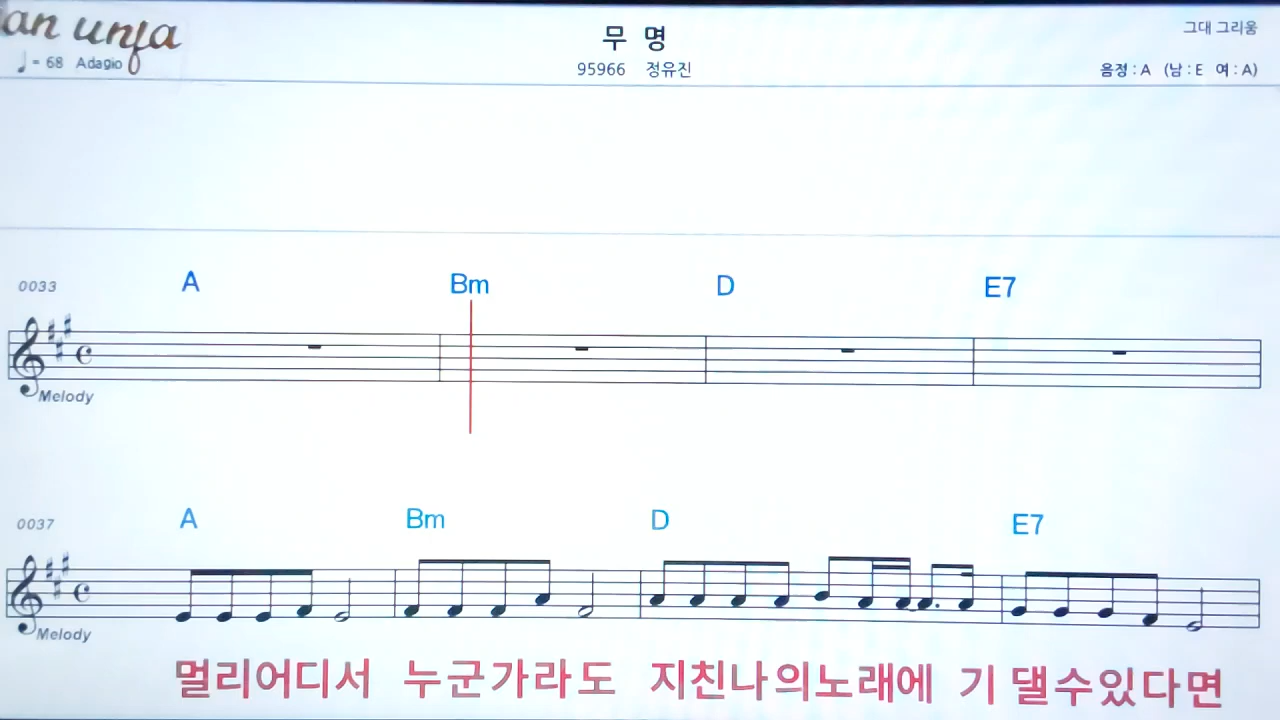 an unja
♩= 68 Adagio
무 명
95966 정유진
그대 그리움
음정 : A (남 : E 여 : A)
0033 A Bm D E7
Melody
0037 A Bm D E7
Melody
멀리어디서 누군가라도 지친나의노래에 기 댈수있다면